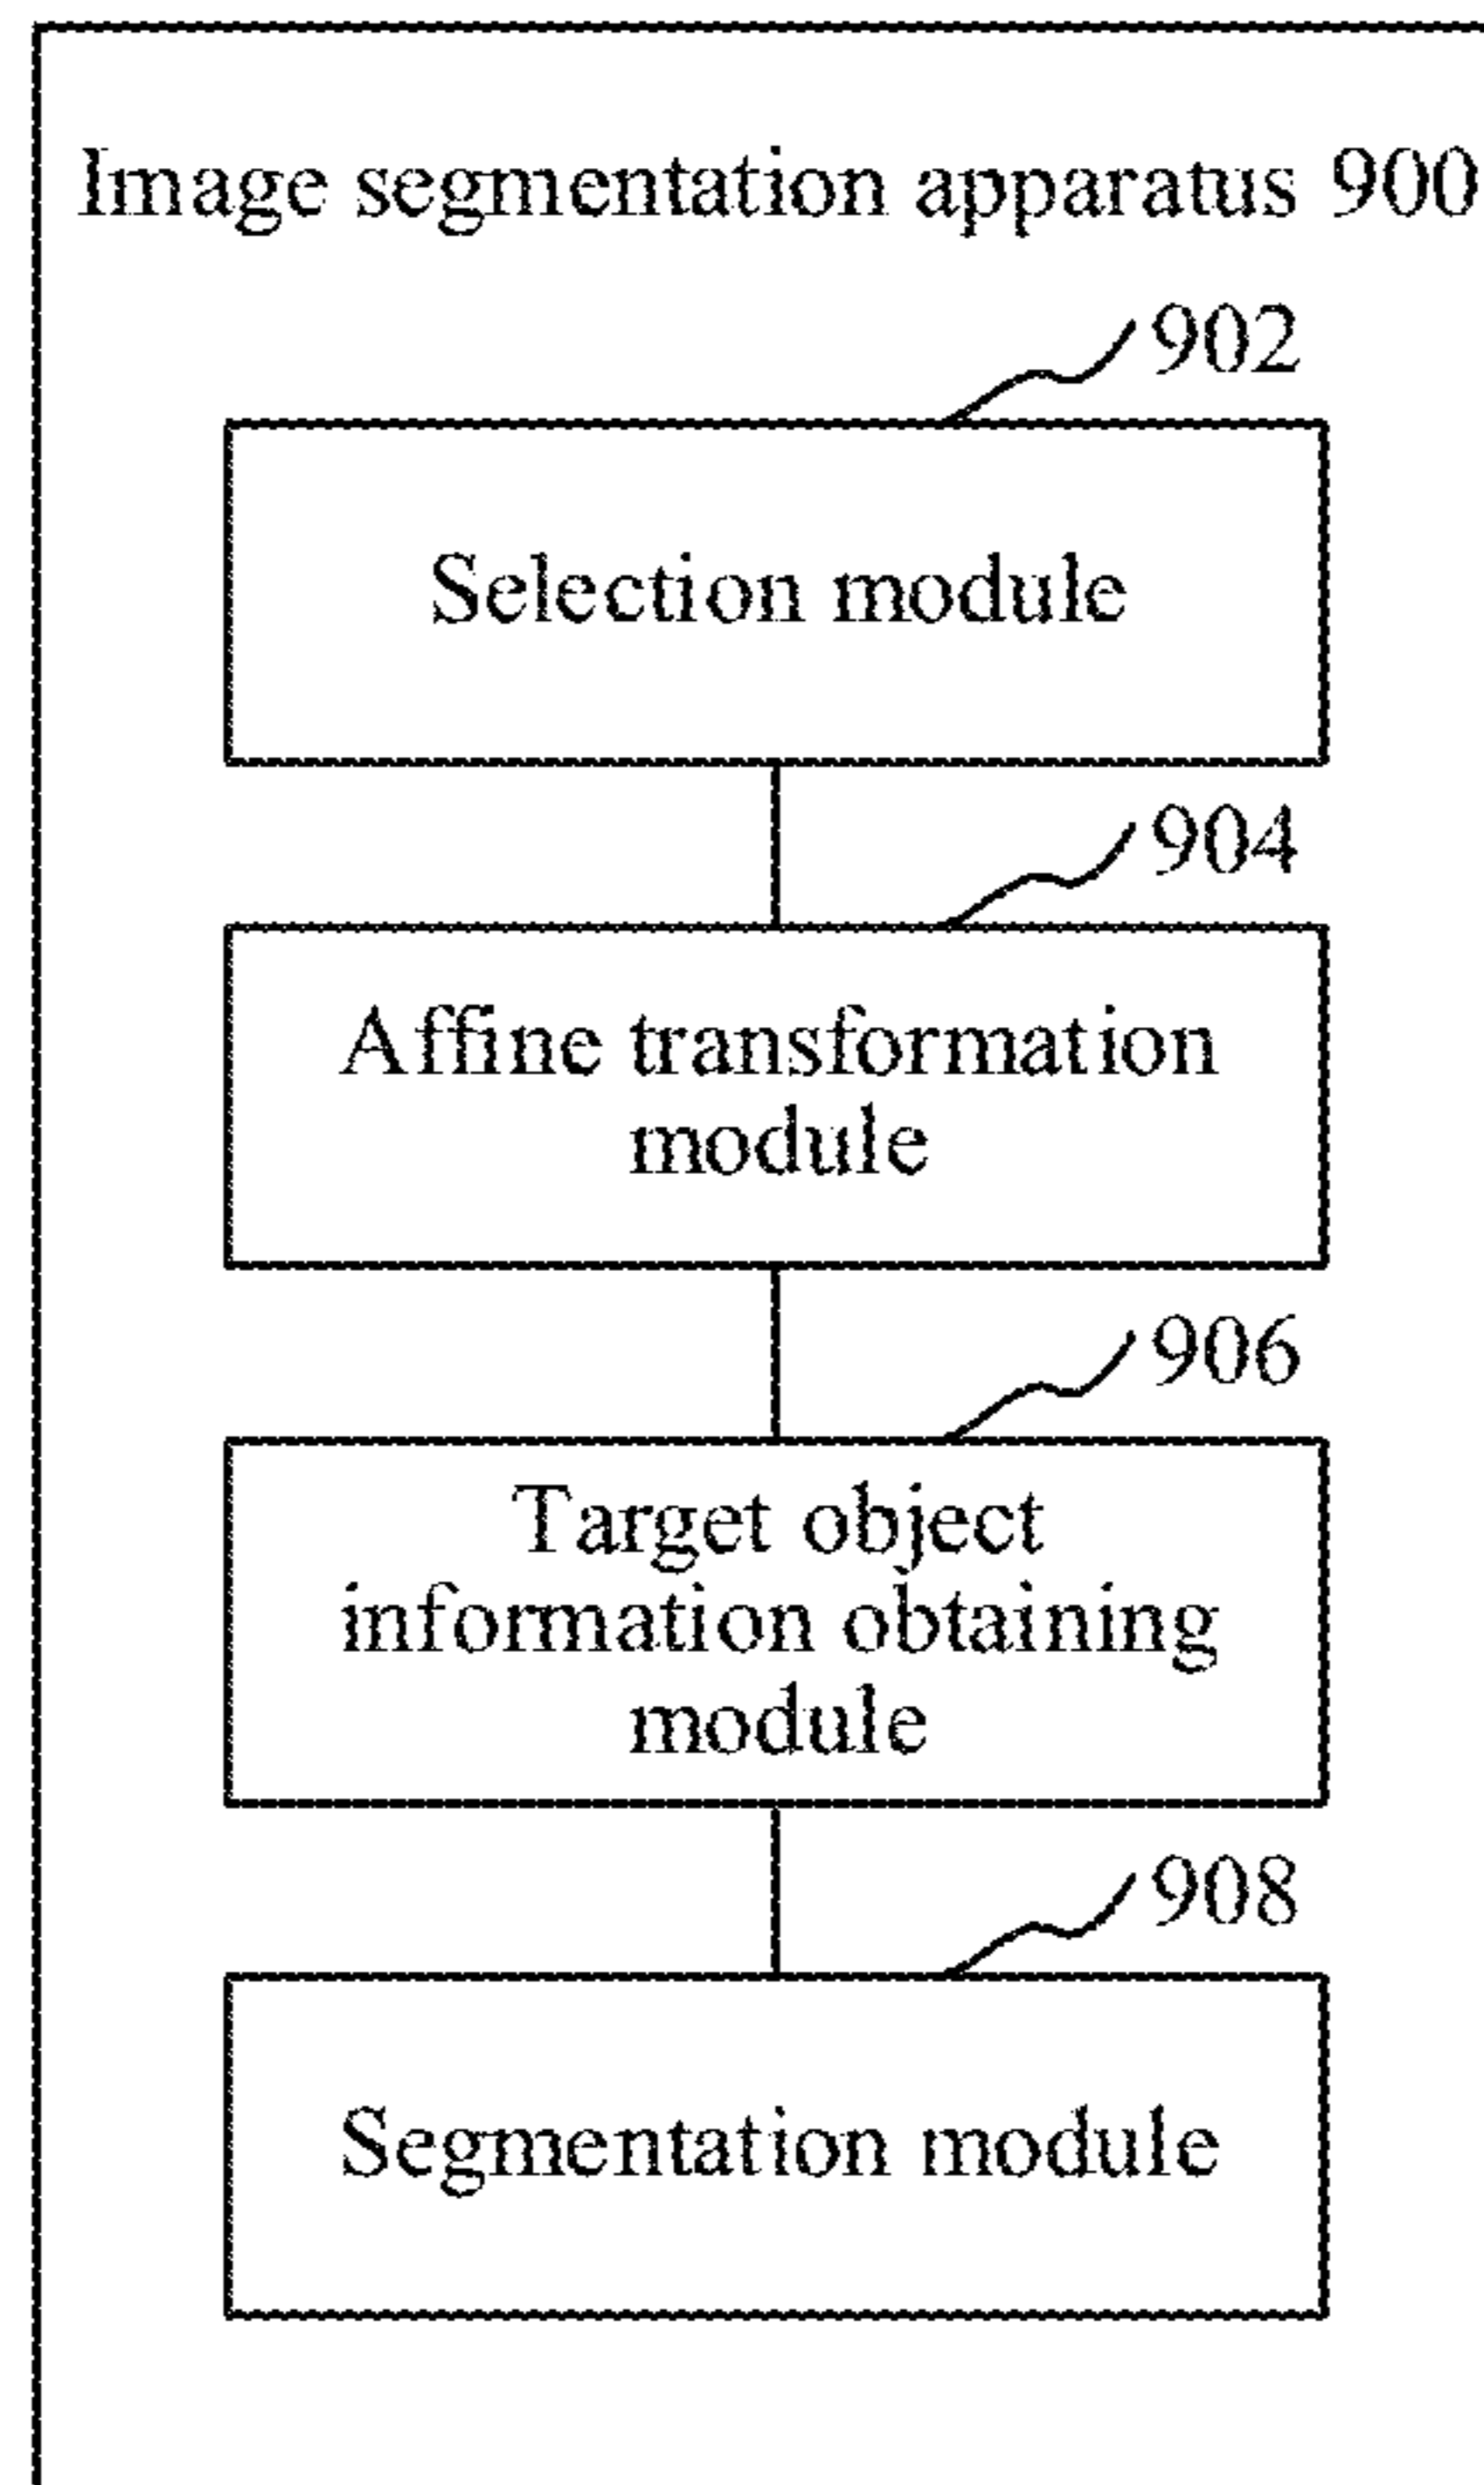 Image segmentation apparatus 900
902
Selection module
904
Affine transformation
module
906
Target object
information obtaining
module
908
Segmentation module